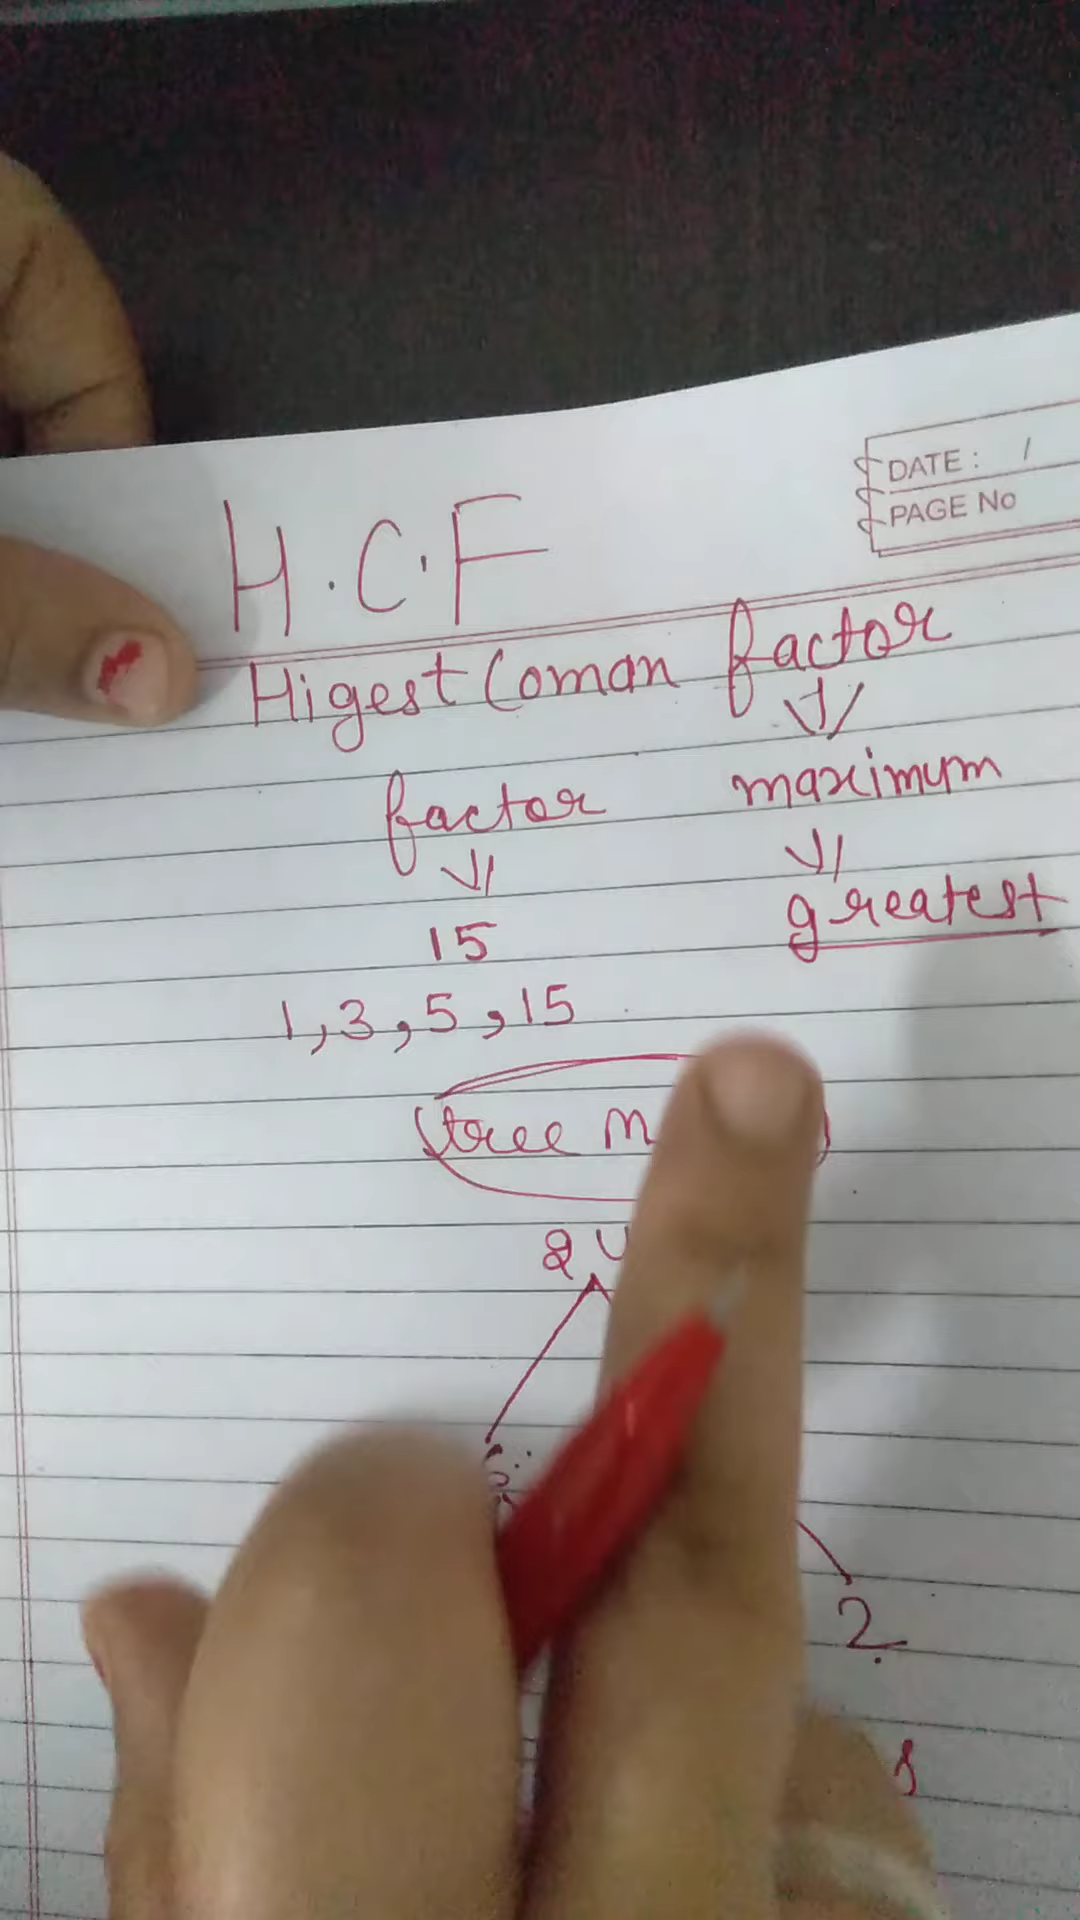 DATE : /
PAGE No
H.C.F
Higest Coman factor
factor maximum
15 greatest
1,3,5,15
tree
2